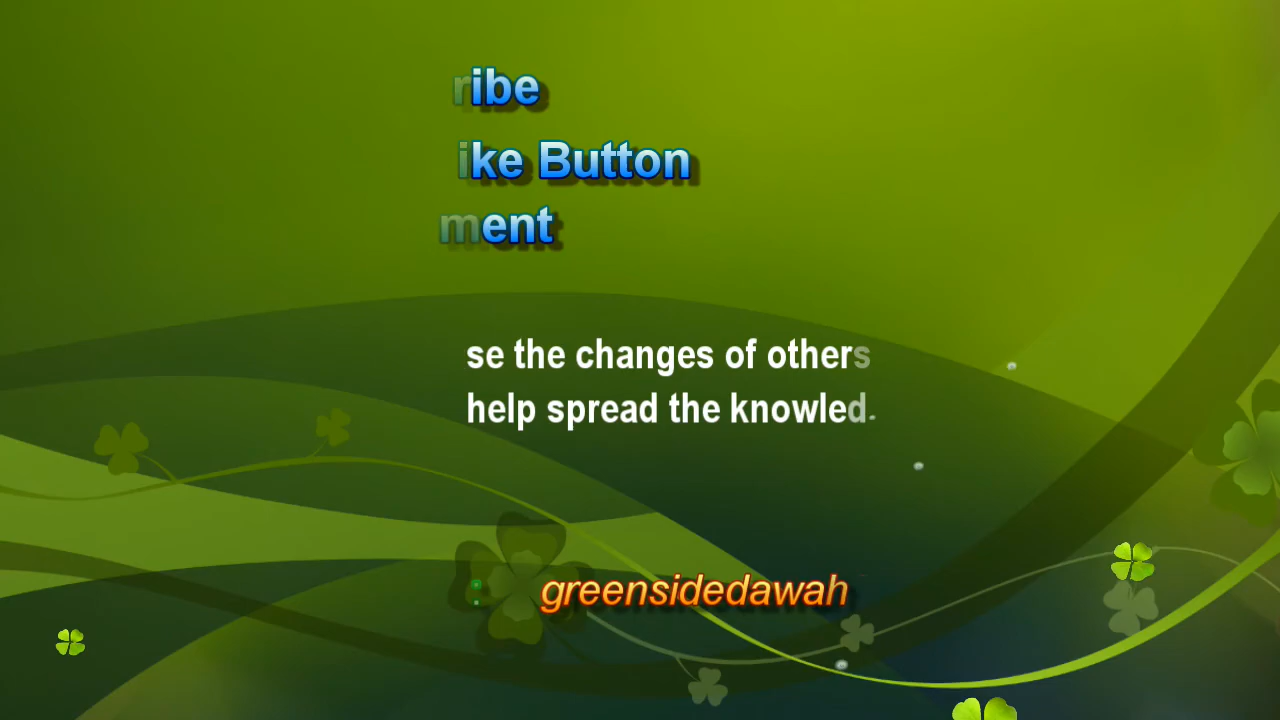 ribe
ike Button
ment
se the changes of others
help spread the knowled
: greensidedawah